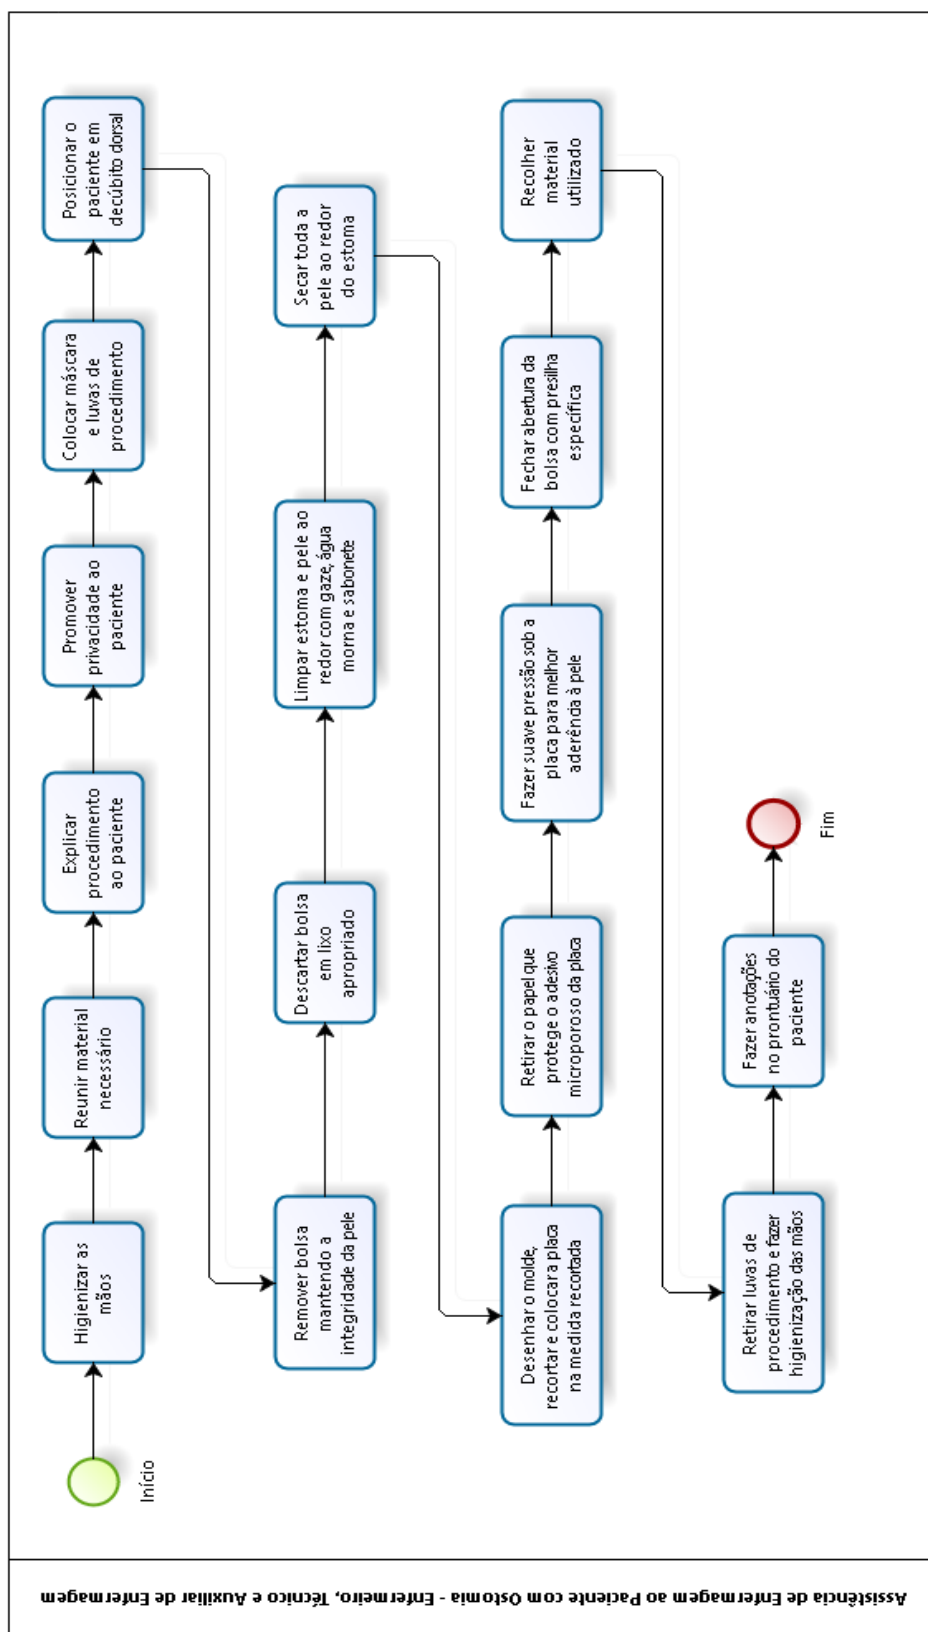 Assistência de Enfermagem ao Paciente com Ostomia - Enfermeiro, Técnico e Auxiliar de Enfermagem
Início
Higienizar as
mãos
Reunir material
necessário
Explicar
procedimento
ao paciente
Promover
privacidade ao
paciente
Colocar máscara
e luvas de
procedimento
Posicionar o
paciente em
decúbito dorsal
Remover bolsa
mantendo a
integridade da pele
Descartar bolsa
em lixo
apropriado
Limpar estoma e pele ao
redor com gaze, água
morna e sabonete
Secar toda a
pele ao redor
do estoma
Desenhar o molde,
recortar e colocar a placa
na medida recortada
Retirar o papel que
protege o adesivo
microporoso da placa
Fazer suave pressão sob a
placa para melhor
aderência à pele
Fechar abertura da
bolsa com presilha
específica
Recolher
material
utilizado
Retirar luvas de
procedimento e fazer
higienização das mãos
Fazer anotações
no prontuário do
paciente
Fim